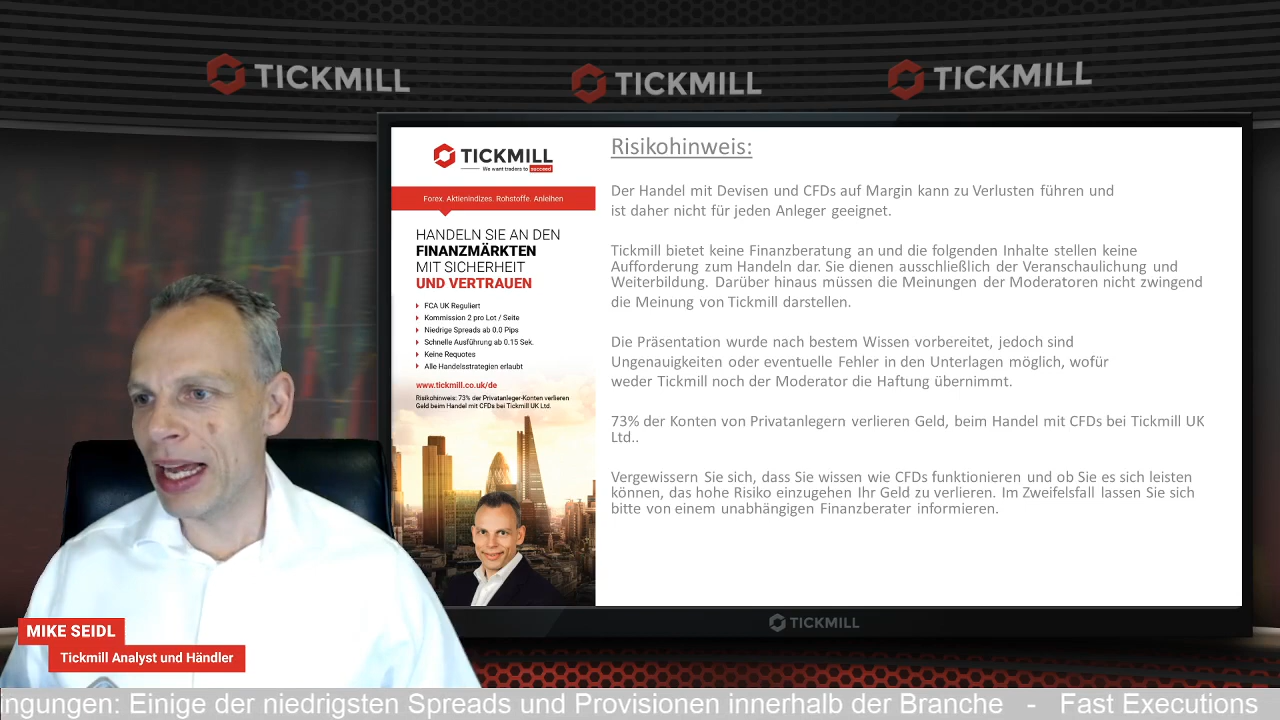 TICKMILL
TICKMILL
TICKMILL
TICKMILL
We want traders to succeed
Forex. Aktienindizes. Rohstoffe. Anleihen
HANDELN SIE AN DEN
FINANZMÄRKTEN
MIT SICHERHEIT
UND VERTRAUEN
FCA UK Reguliert
Kommission 2 pro Lot / Seite
Niedrige Spreads ab 0.0 Pips
Schnelle Ausführung ab 0.15 Sek.
Keine Requotes
Alle Handelsstrategien erlaubt
www.tickmill.co.uk/de
Risikohinweis: 73% der Privatanleger-Konten verlieren
Geld beim Handel mit CFDs bei Tickmill UK Ltd.
Risikohinweis:
Der Handel mit Devisen und CFDs auf Margin kann zu Verlusten führen und
ist daher nicht für jeden Anleger geeignet.
Tickmill bietet keine Finanzberatung an und die folgenden Inhalte stellen keine
Aufforderung zum Handeln dar. Sie dienen ausschließlich der Veranschaulichung und
Weiterbildung. Darüber hinaus müssen die Meinungen der Moderatoren nicht zwingend
die Meinung von Tickmill darstellen.
Die Präsentation wurde nach bestem Wissen vorbereitet, jedoch sind
Ungenauigkeiten oder eventuelle Fehler in den Unterlagen möglich, wofür
weder Tickmill noch der Moderator die Haftung übernimmt.
73% der Konten von Privatanlegern verlieren Geld, beim Handel mit CFDs bei Tickmill UK
Ltd..
Vergewissern Sie sich, dass Sie wissen wie CFDs funktionieren und ob Sie es sich leisten
können, das hohe Risiko einzugehen Ihr Geld zu verlieren. Im Zweifelsfall lassen Sie sich
bitte von einem unabhängigen Finanzberater informieren.
TICKMILL
MIKE SEIDL
Tickmill Analyst und Händler
ngungen: Einige der niedrigsten Spreads und Provisionen innerhalb der Branche - Fast Executions